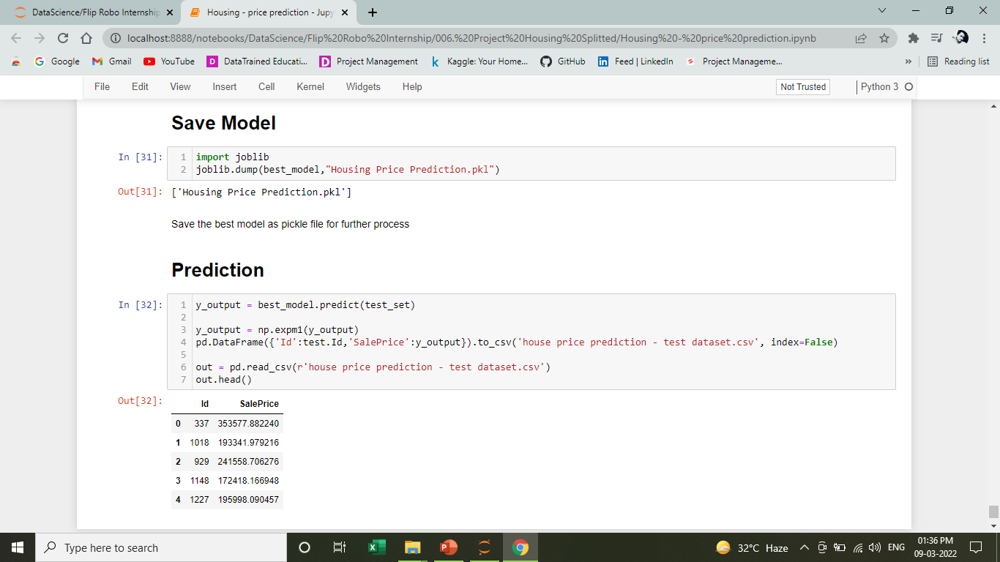 DataScience/Flip Robo Internship
Housing - price prediction - Jupy
localhost:8888/notebooks/DataScience/Flip%20Robo%20Internship/006.%20Project%20Housing%20Splitted/Housing%20-%20price%20prediction.ipynb
Google Gmail YouTube DataTrained Educati... Project Management Kaggle: Your Home... GitHub Feed | LinkedIn Project Manageme... » Reading list
File Edit View Insert Cell Kernel Widgets Help Not Trusted Python 3
Save Model
In [31]:
1 import joblib
2 joblib.dump(best_model,"Housing Price Prediction.pkl")
Out[31]: ['Housing Price Prediction.pkl']
Save the best model as pickle file for further process
Prediction
In [32]:
1 y_output = best_model.predict(test_set)
2
3 y_output = np.expm1(y_output)
4 pd.DataFrame({'Id':test.Id,'SalePrice':y_output}).to_csv('house price prediction - test dataset.csv', index=False)
5
6 out = pd.read_csv(r'house price prediction - test dataset.csv')
7 out.head()
Out[32]:
Id SalePrice
0 337 353577.882240
1 1018 193341.979216
2 929 241558.706276
3 1148 172418.166948
4 1227 195998.090457
Type here to search
32°C Haze
ENG
01:36 PM
09-03-2022